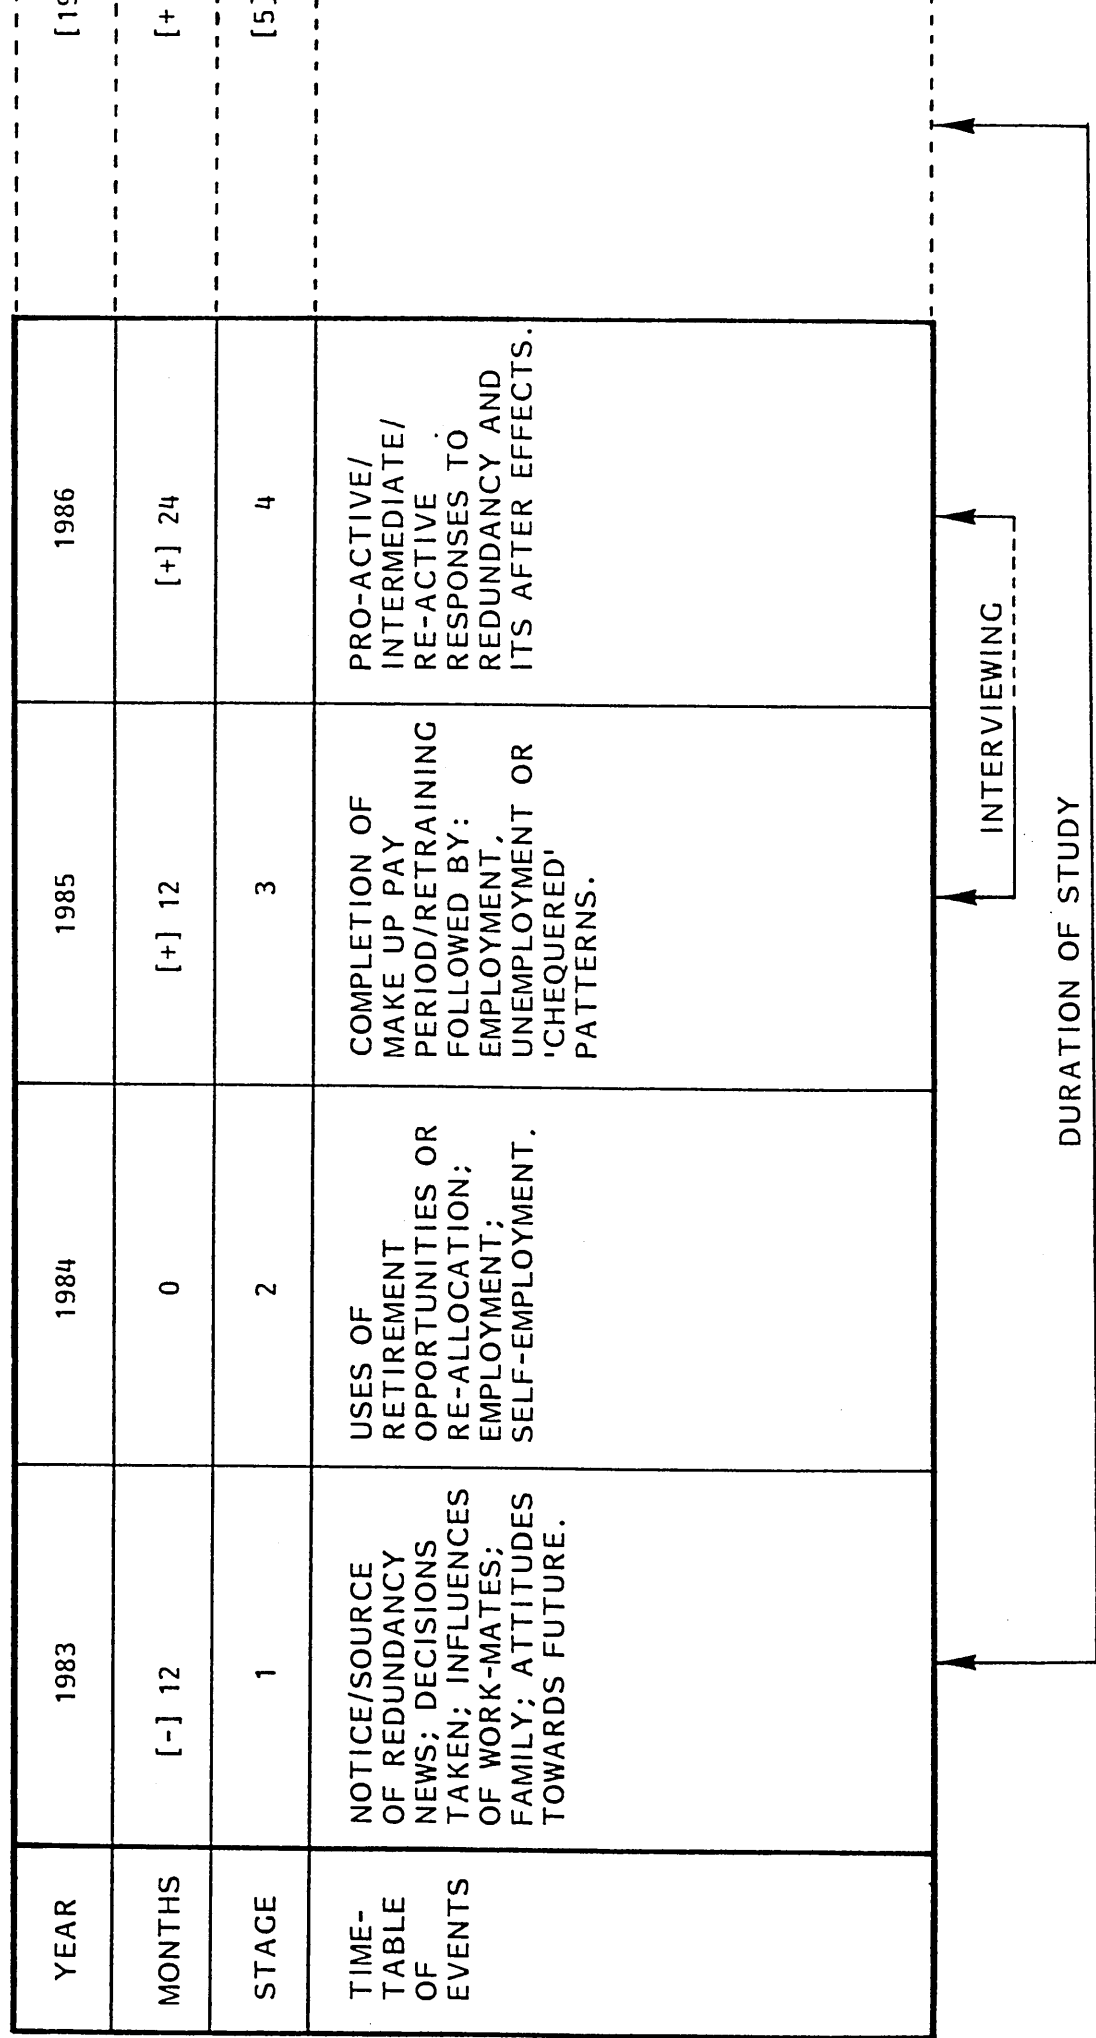 YEAR
1983
1984
1985
1986
[19
MONTHS
[-] 12
0
[+] 12
[+] 24
[+
STAGE
1
2
3
4
[5]
TIME-
TABLE
OF
EVENTS
NOTICE/SOURCE
OF REDUNDANCY
NEWS; DECISIONS
TAKEN; INFLUENCES
OF WORK-MATES;
FAMILY; ATTITUDES
TOWARDS FUTURE.
USES OF
RETIREMENT
OPPORTUNITIES OR
RE-ALLOCATION;
EMPLOYMENT;
SELF-EMPLOYMENT.
COMPLETION OF
MAKE UP PAY
PERIOD/RETRAINING
FOLLOWED BY:
EMPLOYMENT,
UNEMPLOYMENT OR
'CHEQUERED'
PATTERNS.
PRO-ACTIVE/
INTERMEDIATE/
RE-ACTIVE
RESPONSES TO
REDUNDANCY AND
ITS AFTER EFFECTS.
INTERVIEWING
DURATION OF STUDY